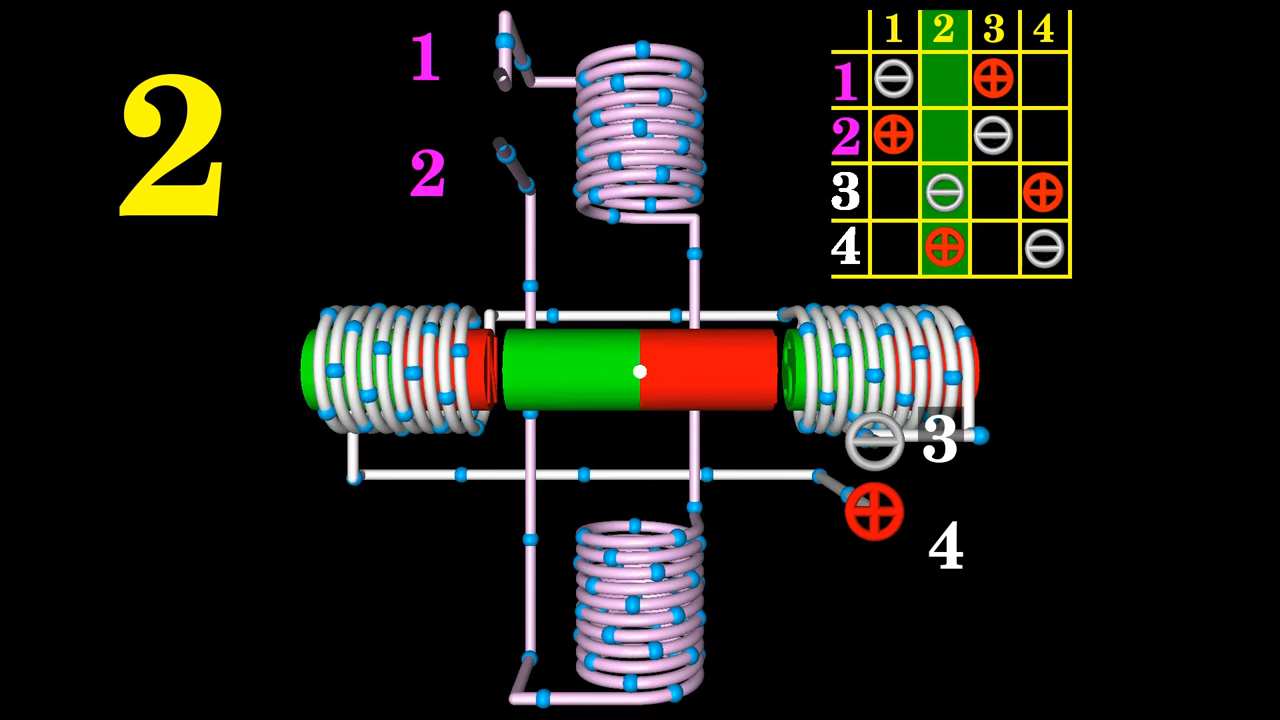 2
1
2
1 2 3 4
1 ⊖ ⊕
2 ⊕ ⊖
3 ⊖ ⊕
4 ⊕ ⊖
⊖ 3
⊕ 4